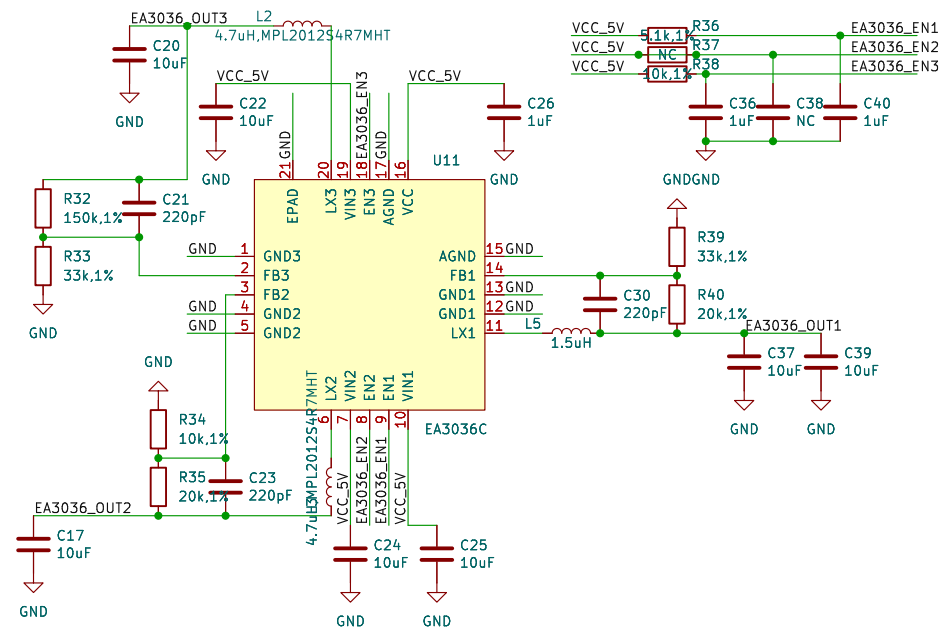 EA3036_OUT3
L2
4.7uH,MPL2012S4R7MHT
C20
10uF
GND
VCC_5V
C22
10uF
GND
GND
EA3036_EN3
GND
VCC_5V
C26
1uF
GND
VCC_5V
5.1k,1%
R36
EA3036_EN1
VCC_5V
NC
R37
EA3036_EN2
VCC_5V
10k,1%
R38
EA3036_EN3
C36
1uF
C38
NC
C40
1uF
GND
GND
U11
21
20
19
18
17
16
EPAD
LX3
VIN3
EN3
AGND
VCC
R32
150k,1%
C21
220pF
R33
33k,1%
GND
GND
1
GND3
2
FB3
3
FB2
GND
4
GND2
GND
5
GND2
AGND
15
GND
FB1
14
GND1
13
GND
GND1
12
GND
LX1
11
L5
1.5uH
C30
220pF
R39
33k,1%
R40
20k,1%
EA3036_OUT1
C37
10uF
GND
C39
10uF
GND
LX2
VIN2
EN2
EN1
VIN1
6
7
8
9
10
EA3036C
GND
R34
10k,1%
R35
20k,1%
C23
220pF
EA3036_OUT2
C17
10uF
GND
4.7uH,MPL2012S4R7MHT
VCC_5V
EA3036_EN2
EA3036_EN1
VCC_5V
C24
10uF
GND
C25
10uF
GND